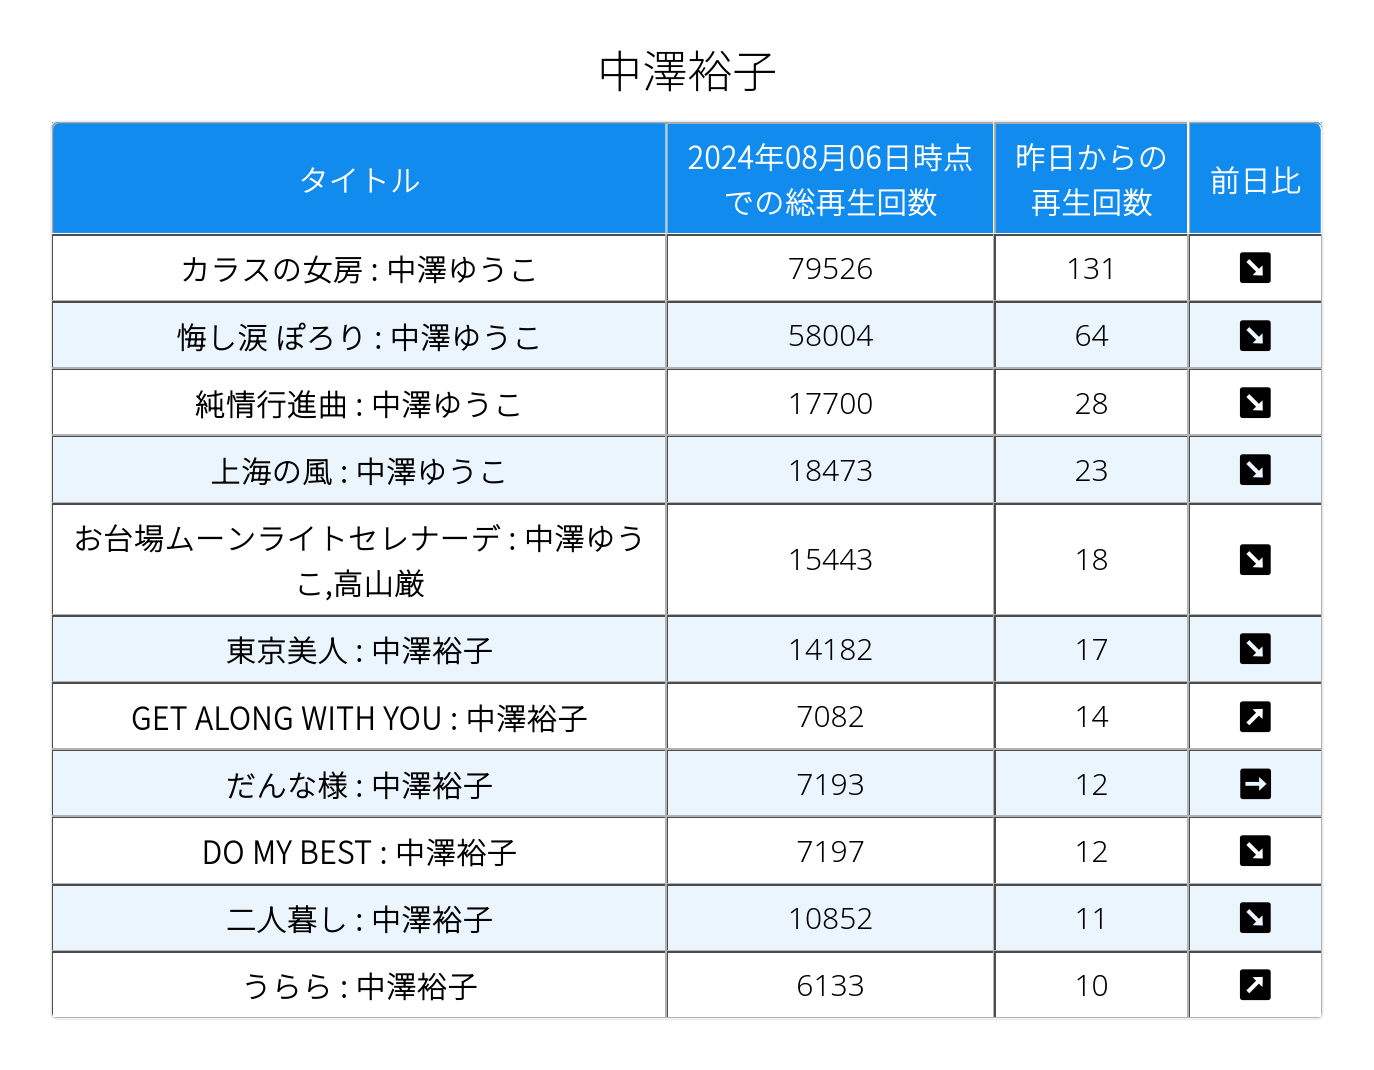 中澤裕子
タイトル
2024年08月06日時点
での総再生回数
昨日からの
再生回数
前日比
カラスの女房 : 中澤ゆうこ 79526 131 ↘
悔し涙 ぽろり : 中澤ゆうこ 58004 64 ↘
純情行進曲 : 中澤ゆうこ 17700 28 ↘
上海の風 : 中澤ゆうこ 18473 23 ↘
お台場ムーンライトセレナーデ : 中澤ゆう
こ,高山厳 15443 18 ↘
東京美人 : 中澤裕子 14182 17 ↘
GET ALONG WITH YOU : 中澤裕子 7082 14 ↗
だんな様 : 中澤裕子 7193 12 →
DO MY BEST : 中澤裕子 7197 12 ↘
二人暮し : 中澤裕子 10852 11 ↘
うらら : 中澤裕子 6133 10 ↗